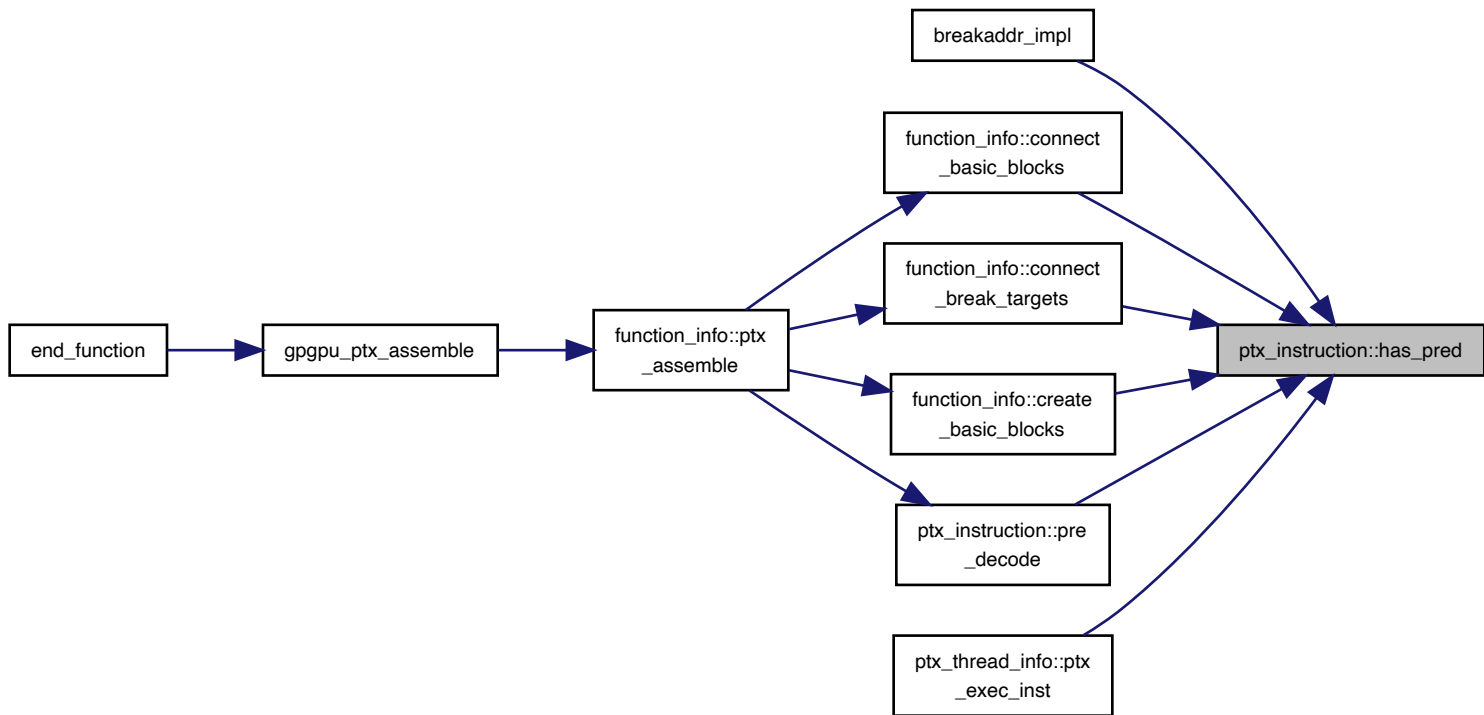 breakaddr_impl
function_info::connect
_basic_blocks
function_info::connect
_break_targets
end_function
gpgpu_ptx_assemble
function_info::ptx
_assemble
ptx_instruction::has_pred
function_info::create
_basic_blocks
ptx_instruction::pre
_decode
ptx_thread_info::ptx
_exec_inst